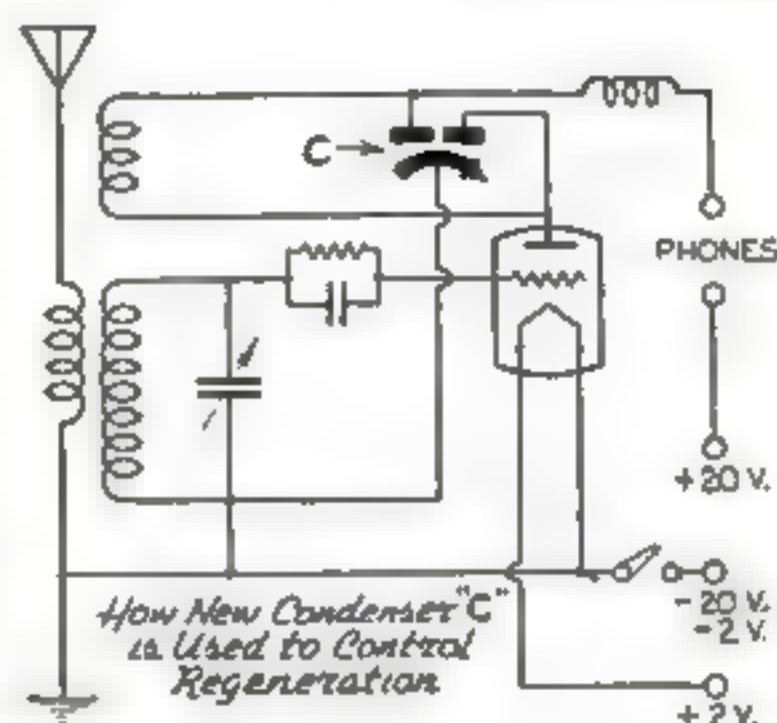 C
PHONES
+20 V.
-20 V.
-2 V.
+2 V.
How New Condenser "C"
is Used to Control
Regeneration